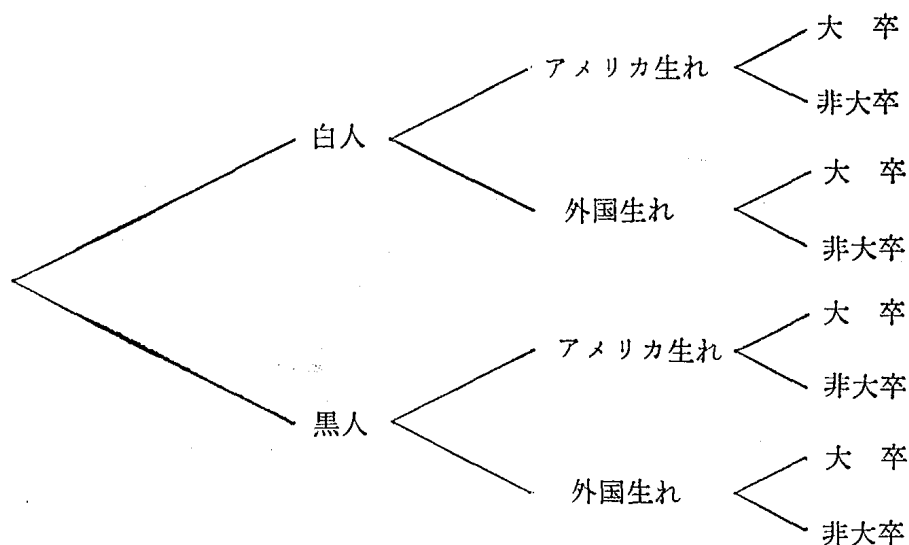 大 卒
アメリカ生れ
非大卒
白人
大 卒
外国生れ
非大卒
大 卒
アメリカ生れ
非大卒
黒人
大 卒
外国生れ
非大卒